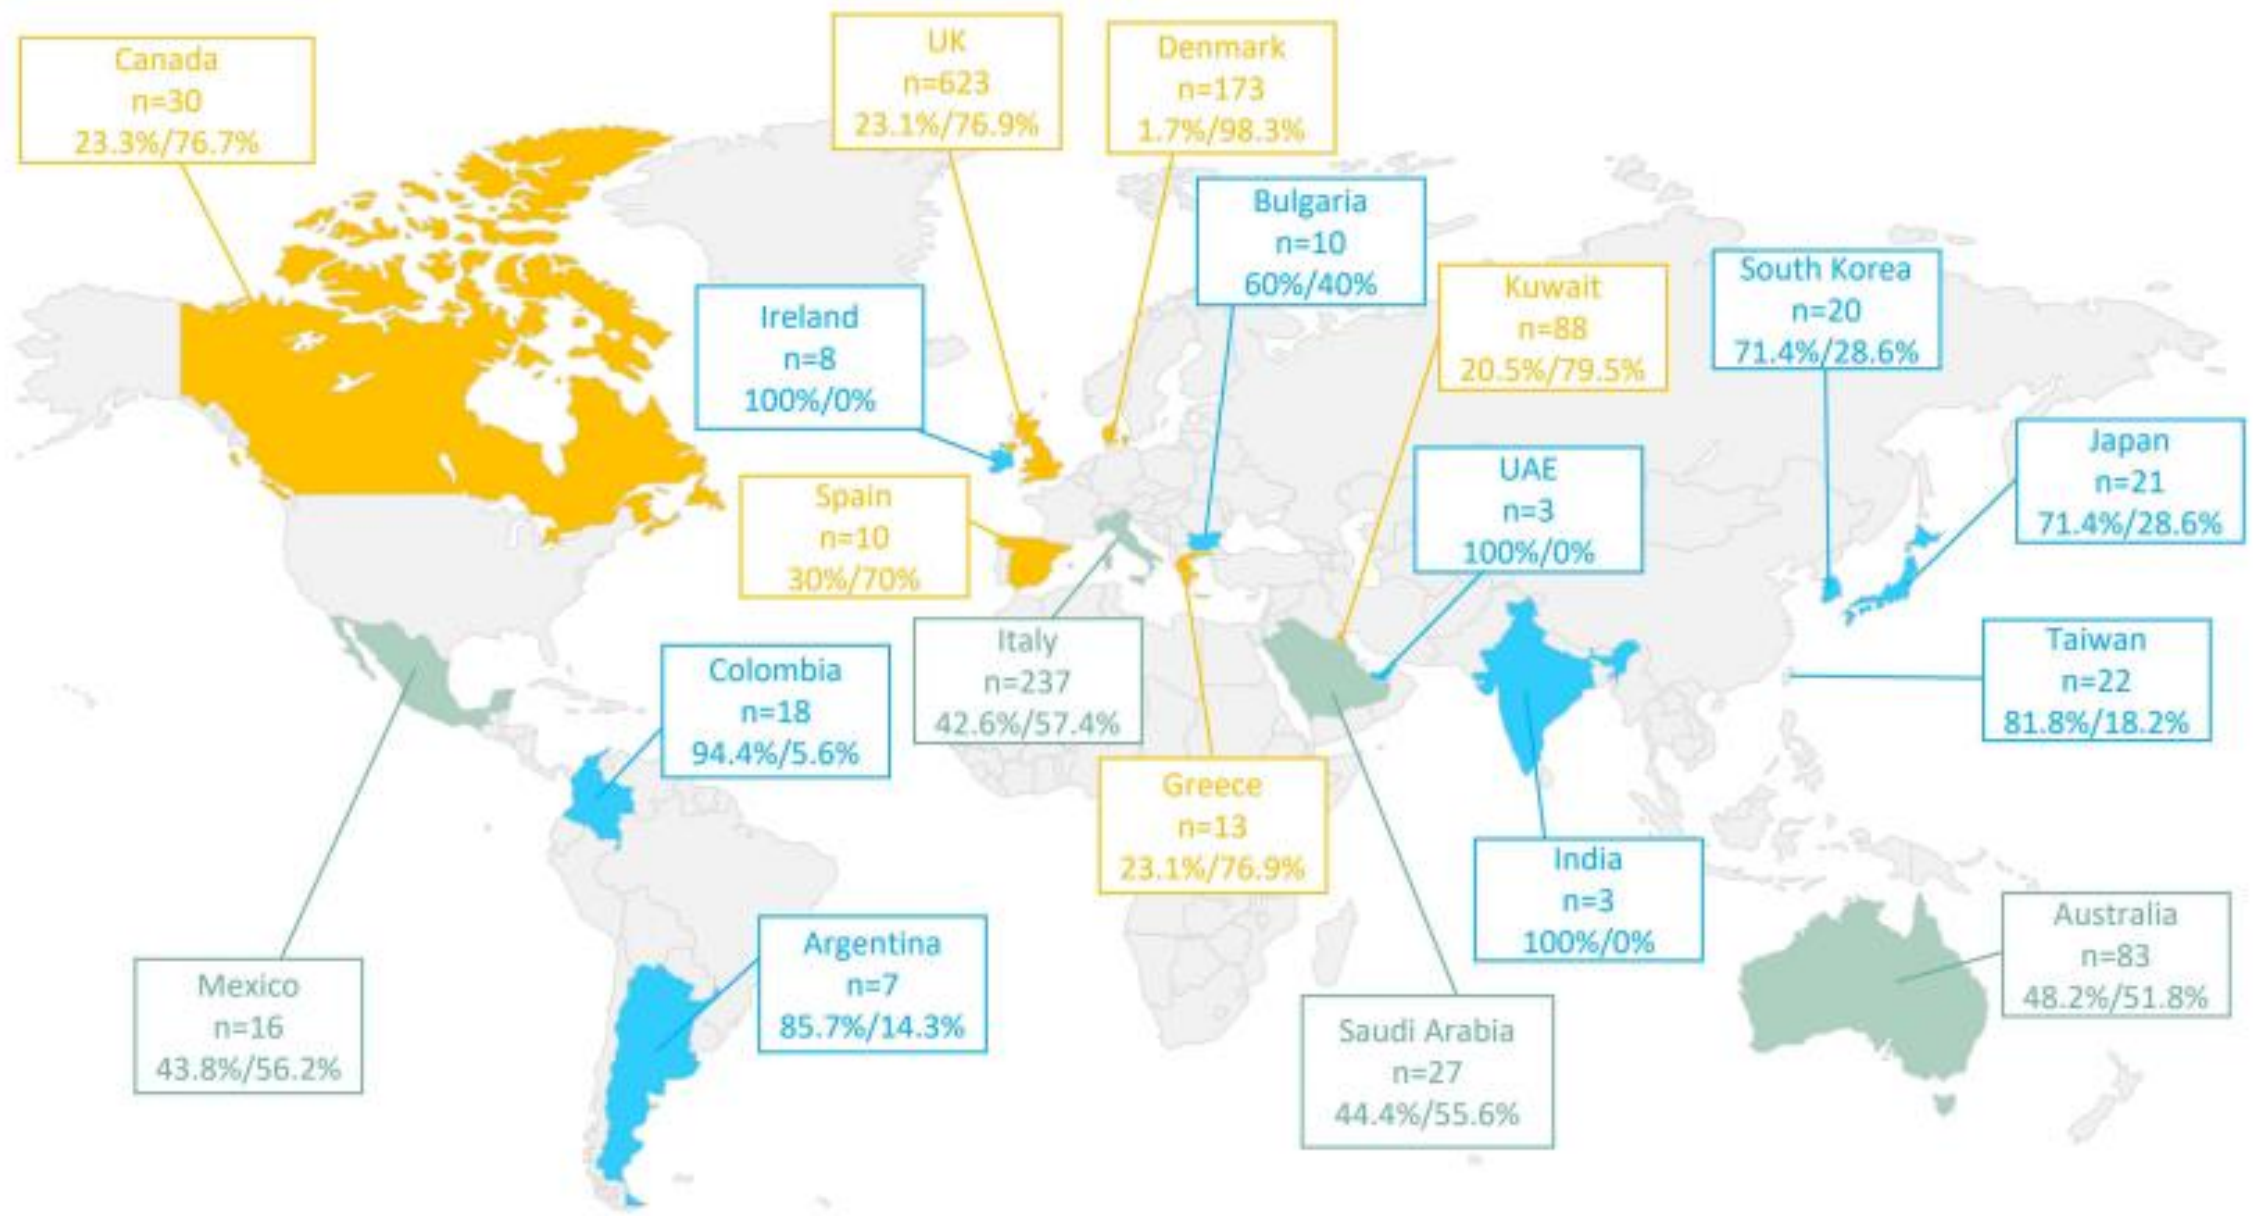 Canada
n=30
23.3%/76.7%
UK
n=623
23.1%/76.9%
Denmark
n=173
1.7%/98.3%
Bulgaria
n=10
60%/40%
Kuwait
n=88
20.5%/79.5%
South Korea
n=20
71.4%/28.6%
Ireland
n=8
100%/0%
Japan
n=21
71.4%/28.6%
UAE
n=3
100%/0%
Spain
n=10
30%/70%
Italy
n=237
42.6%/57.4%
Taiwan
n=22
81.8%/18.2%
Colombia
n=18
94.4%/5.6%
Greece
n=13
23.1%/76.9%
India
n=3
100%/0%
Australia
n=83
48.2%/51.8%
Argentina
n=7
85.7%/14.3%
Mexico
n=16
43.8%/56.2%
Saudi Arabia
n=27
44.4%/55.6%